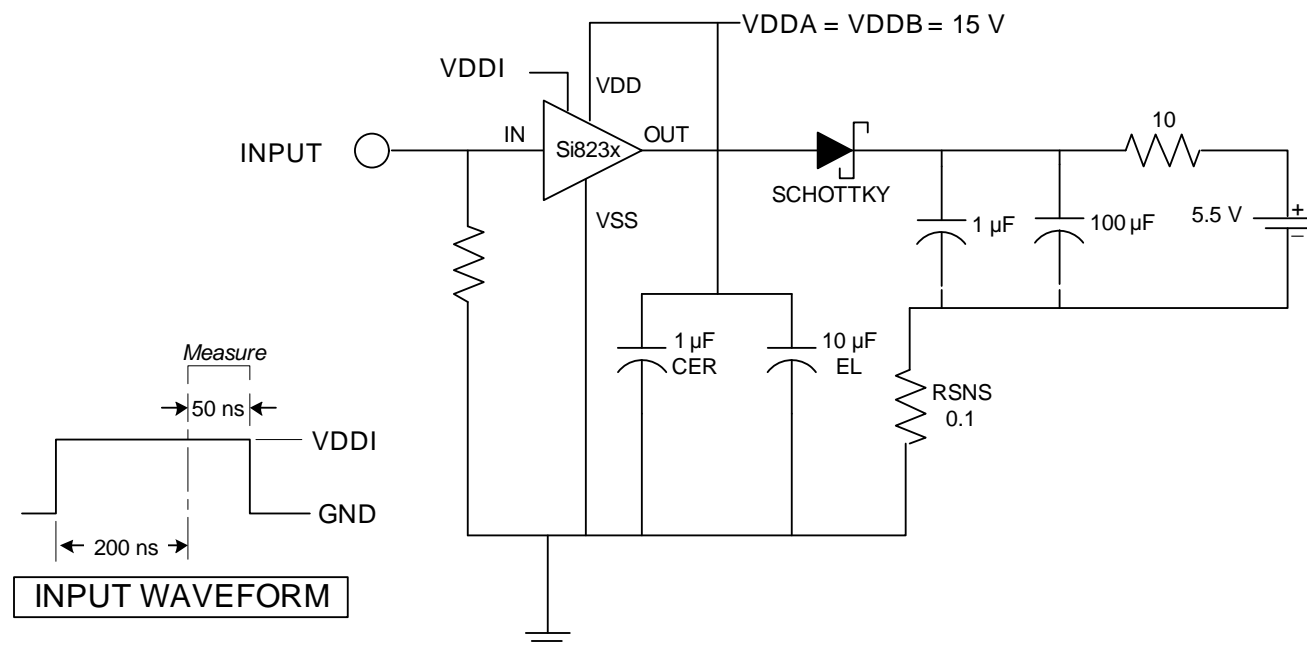 VDDA = VDDB = 15 V
VDDI
VDD
10
INPUT
IN
Si823x
OUT
SCHOTTKY
VSS
1 µF
100 µF
5.5 V
+
–
1 µF
CER
10 µF
EL
RSNS
0.1
Measure
50 ns
VDDI
GND
200 ns
INPUT WAVEFORM